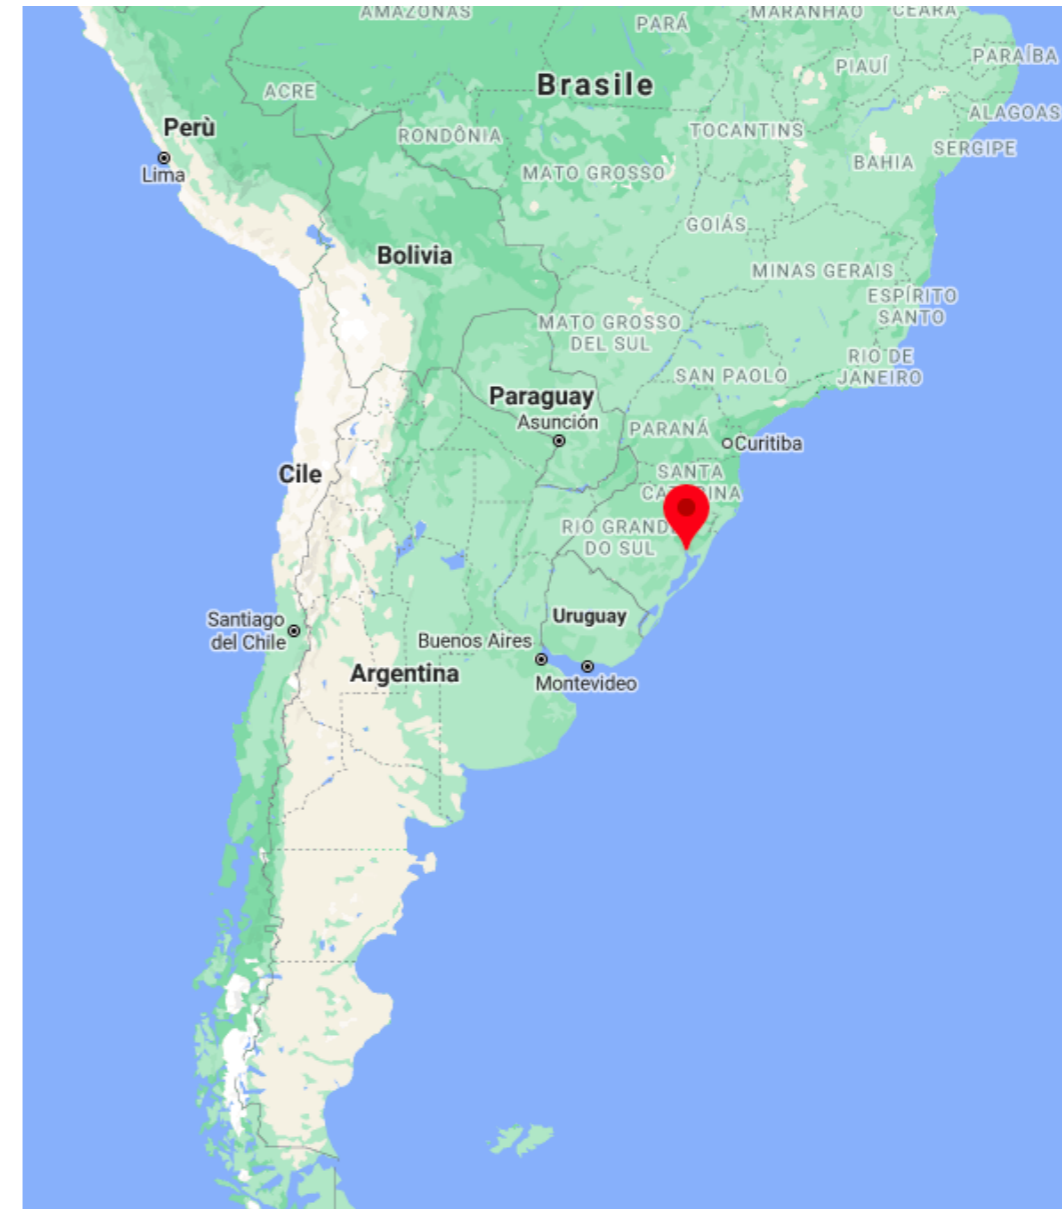 AMAZONAS
PARÁ
MARANHÃO
CEARÁ
PARAÍBA
PIAUÍ
Brasile
ACRE
ALAGOAS
Perù
RONDÔNIA
TOCANTINS
SERGIPE
Lima
MATO GROSSO
BAHIA
GOIÁS
Bolivia
MINAS GERAIS
ESPÍRITO
SANTO
MATO GROSSO
DEL SUL
RIO DE
JANEIRO
SAN PAOLO
Paraguay
Asunción
PARANÁ
Curitiba
Cile
SANTA
CATARINA
RIO GRANDE
DO SUL
Uruguay
Santiago
del Chile
Buenos Aires
Argentina
Montevideo